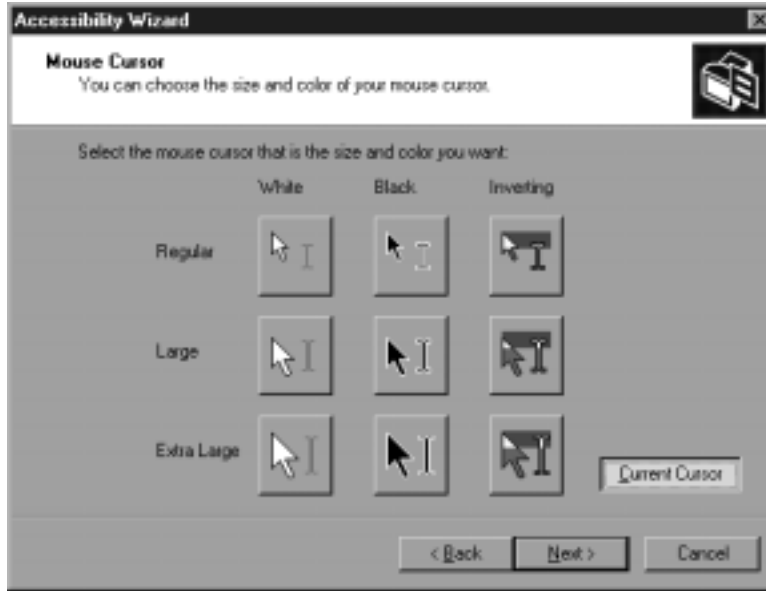 Accessibility Wizard
Mouse Cursor
You can choose the size and color of your mouse cursor.
Select the mouse cursor that is the size and color you want:
White Black Inverting
Regular
Large
Extra Large
Current Cursor
< Back Next > Cancel